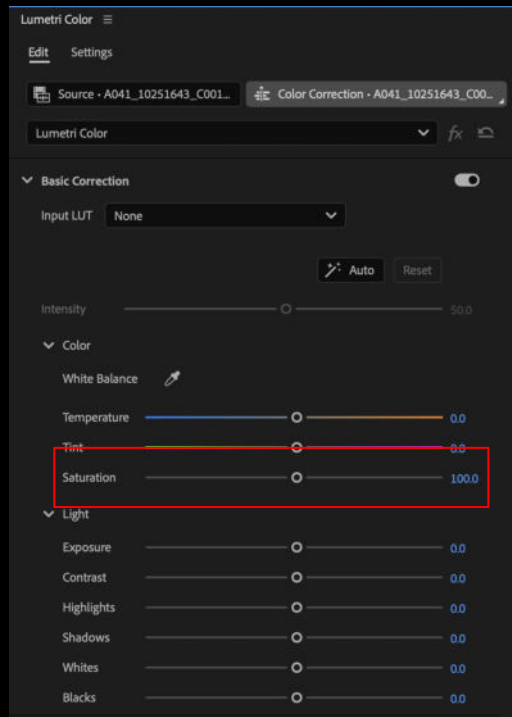 Lumetri Color
Edit Settings
Source • A041_10251643_C001... Color Correction • A041_10251643_C00...
Lumetri Color fx
Basic Correction
Input LUT None
Auto Reset
Intensity 50.0
Color
White Balance
Temperature 0.0
Tint 0.0
Saturation 100.0
Light
Exposure 0.0
Contrast 0.0
Highlights 0.0
Shadows 0.0
Whites 0.0
Blacks 0.0